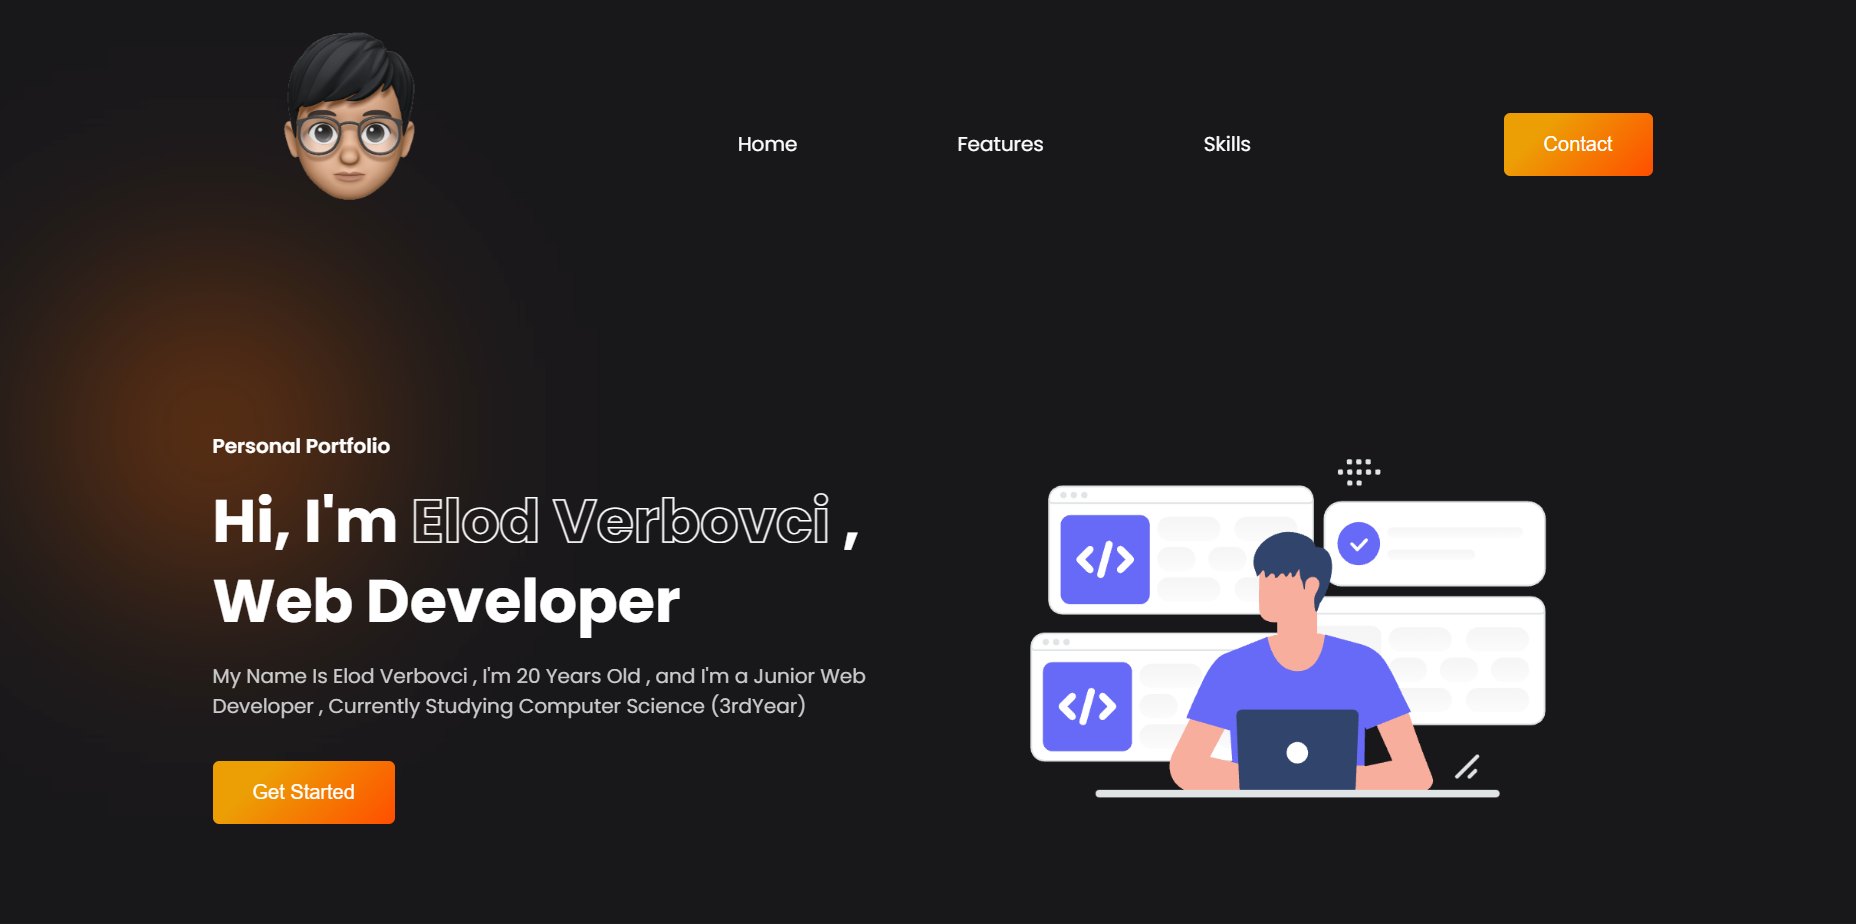 Home
Features
Skills
Contact
Personal Portfolio
Hi, I'm Elod Verbovci ,
Web Developer
My Name Is Elod Verbovci , I'm 20 Years Old , and I'm a Junior Web
Developer , Currently Studying Computer Science (3rdYear)
Get Started